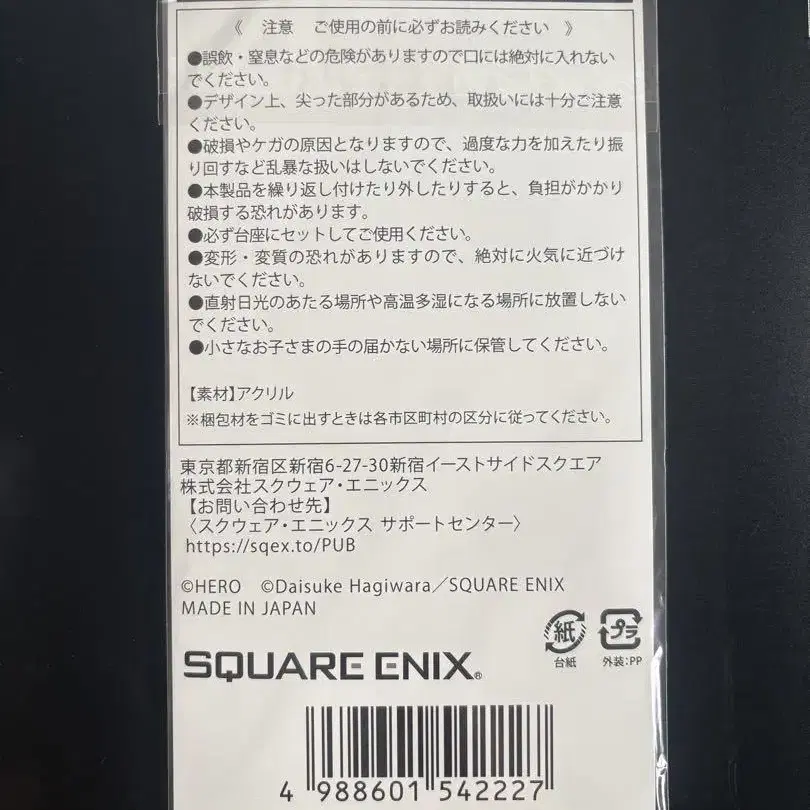 《 注意 ご使用の前に必ずお読みください 》
●誤飲・窒息などの危険がありますので口には絶対に入れない
でください。
●デザイン上、尖った部分があるため、取扱いには十分ご注意
ください。
●破損やケガの原因となりますので、過度な力を加えたり振
り回すなど乱暴な扱いはしないでください。
●本製品を繰り返し付けたり外したりすると、負担がかかり
破損する恐れがあります。
●必ず台座にセットしてご使用ください。
●変形・変質の恐れがありますので、絶対に火気に近づけ
ないでください。
●直射日光のあたる場所や高温多湿になる場所に放置しない
でください。
●小さなお子さまの手の届かない場所に保管してください。
【素材】アクリル
※梱包材をゴミに出すときは各市区町村の区分に従ってください。
東京都新宿区新宿6-27-30新宿イーストサイドスクエア
株式会社スクウェア・エニックス
【お問い合わせ先】
〈スクウェア・エニックス サポートセンター〉
https://sqex.to/PUB
©HERO ©Daisuke Hagiwara／SQUARE ENIX
MADE IN JAPAN
紙 プラ
台紙 外装:PP
SQUARE ENIX®
4 988601 542227